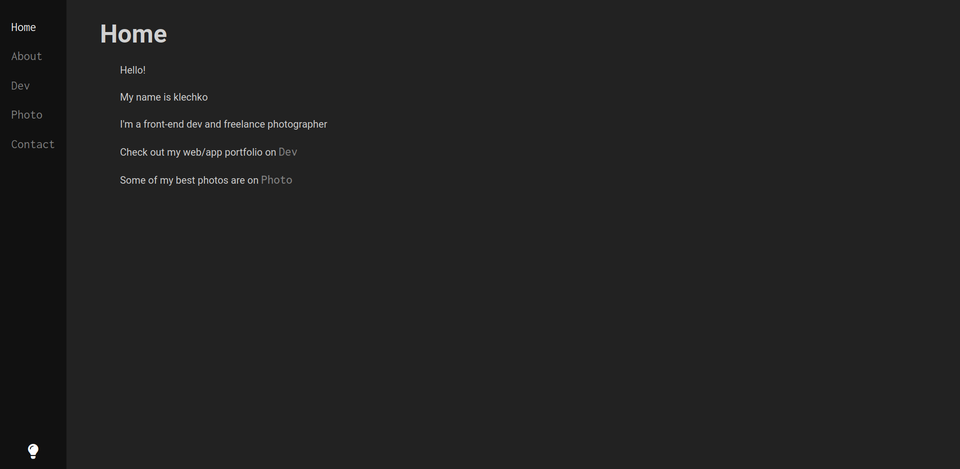 Home
About
Dev
Photo
Contact
Home
Hello!
My name is klechko
I'm a front-end dev and freelance photographer
Check out my web/app portfolio on Dev
Some of my best photos are on Photo